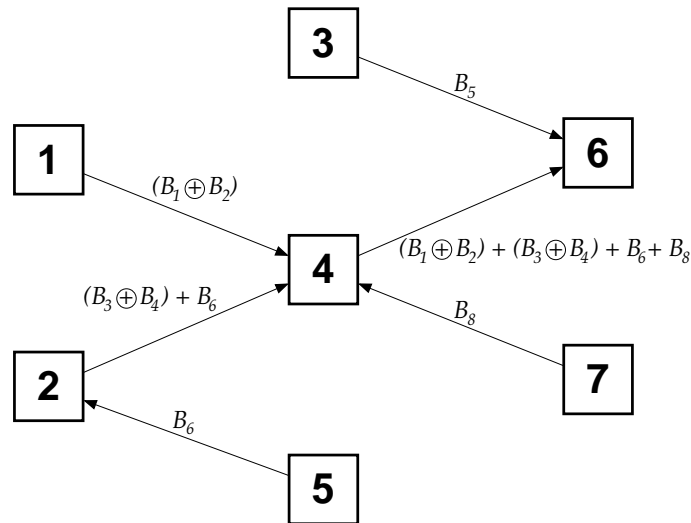 3
B5
1
6
(B1⊕B2)
4
(B1⊕B2) + (B3⊕B4) + B6 + B8
(B3⊕B4) + B6
B8
2
7
B6
5